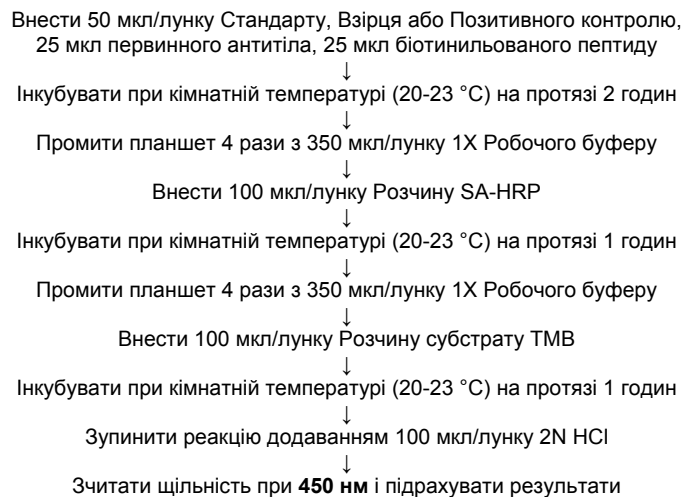 Внести 50 мкл/лунку Стандарту, Взірця або Позитивного контролю,
25 мкл первинного антитіла, 25 мкл біотинильованого пептиду
↓
Інкубувати при кімнатній температурі (20-23 °C) на протязі 2 годин
↓
Промити планшет 4 рази з 350 мкл/лунку 1X Робочого буферу
↓
Внести 100 мкл/лунку Розчину SA-HRP
↓
Інкубувати при кімнатній температурі (20-23 °C) на протязі 1 годин
↓
Промити планшет 4 рази з 350 мкл/лунку 1X Робочого буферу
↓
Внести 100 мкл/лунку Розчину субстрату TMB
↓
Інкубувати при кімнатній температурі (20-23 °C) на протязі 1 годин
↓
Зупинити реакцію додаванням 100 мкл/лунку 2N HCl
↓
Зчитати щільність при 450 нм і підрахувати результати